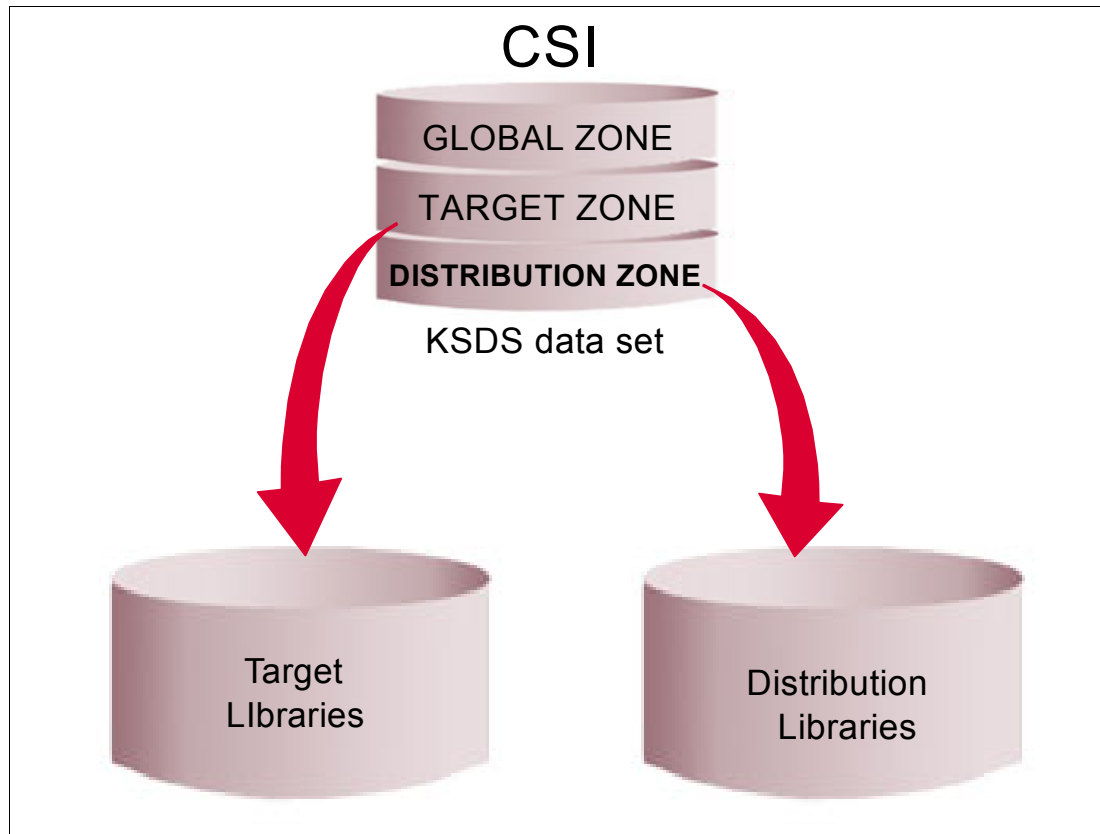 CSI
GLOBAL ZONE
TARGET ZONE
DISTRIBUTION ZONE
KSDS data set
Target
LIbraries
Distribution
Libraries